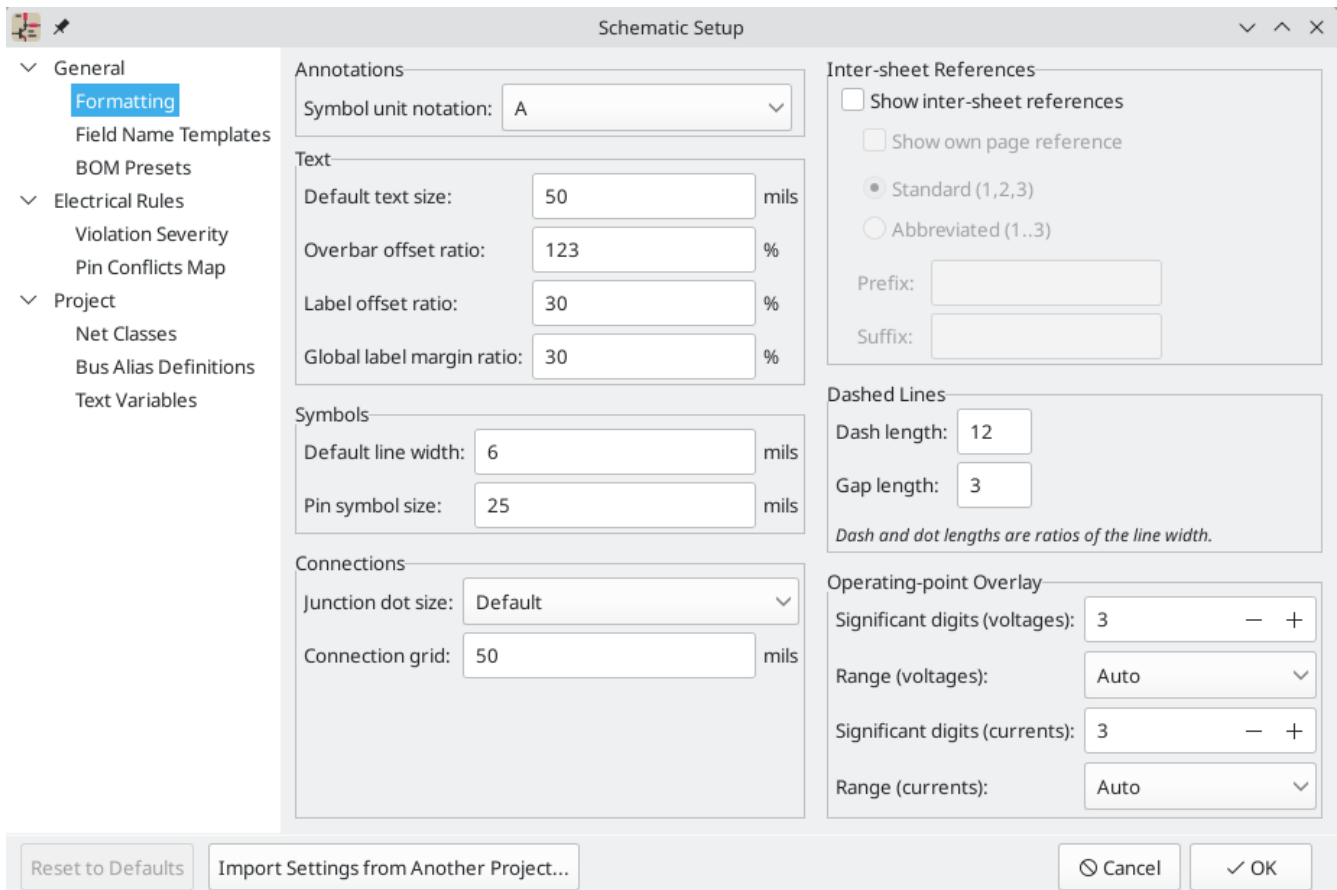 Schematic Setup
General
Formatting
Field Name Templates
BOM Presets
Electrical Rules
Violation Severity
Pin Conflicts Map
Project
Net Classes
Bus Alias Definitions
Text Variables
Annotations
Symbol unit notation: A
Text
Default text size: 50 mils
Overbar offset ratio: 123 %
Label offset ratio: 30 %
Global label margin ratio: 30 %
Symbols
Default line width: 6 mils
Pin symbol size: 25 mils
Connections
Junction dot size: Default
Connection grid: 50 mils
Inter-sheet References
Show inter-sheet references
Show own page reference
Standard (1,2,3)
Abbreviated (1..3)
Prefix:
Suffix:
Dashed Lines
Dash length: 12
Gap length: 3
Dash and dot lengths are ratios of the line width.
Operating-point Overlay
Significant digits (voltages): 3
Range (voltages): Auto
Significant digits (currents): 3
Range (currents): Auto
Reset to Defaults
Import Settings from Another Project...
Cancel
OK